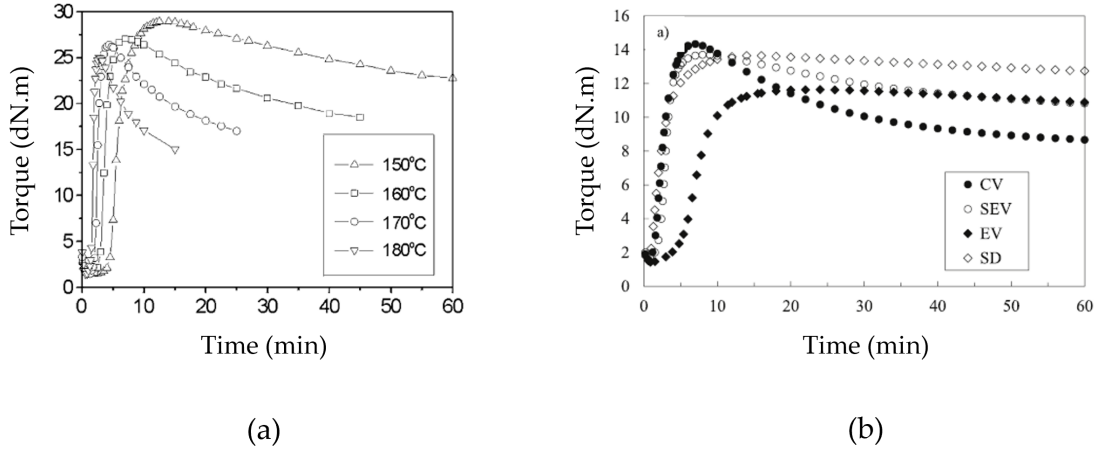 30
25
20
15
10
5
0
Torque (dN.m)
150°C
160°C
170°C
180°C
0 10 20 30 40 50 60
Time (min)
(a)
a)
16
14
12
10
8
6
4
2
0
Torque (dN.m)
CV
SEV
EV
SD
0 10 20 30 40 50 60
Time (min)
(b)